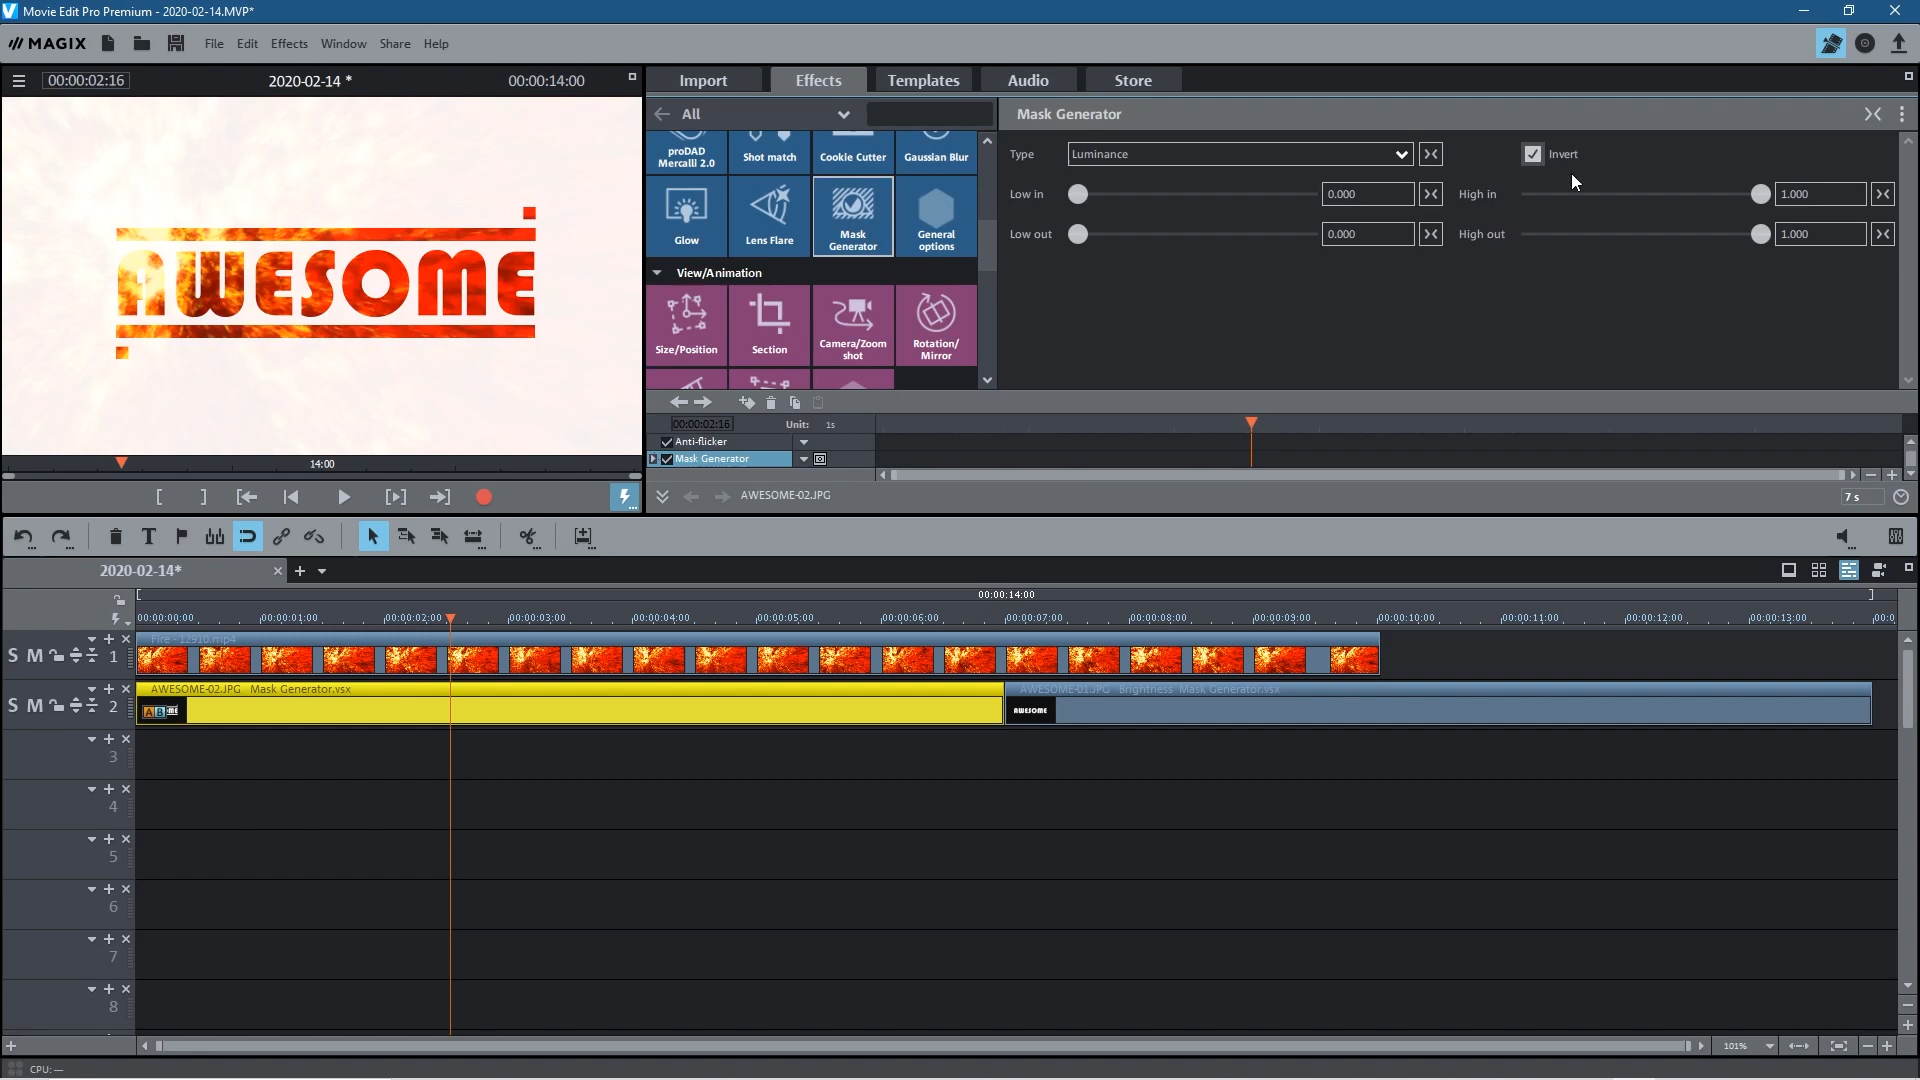 Movie Edit Pro Premium - 2020-02-14.MVP*
MAGIX File Edit Effects Window Share Help
00:00:02:16 2020-02-14 * 00:00:14:00
Import Effects Templates Audio Store
All
Mask Generator
proDAD Mercalli 2.0
Shot match
Cookie Cutter
Gaussian Blur
Glow
Lens Flare
Mask Generator
General options
View/Animation
Size/Position
Section
Camera/Zoom shot
Rotation/ Mirror
Type Luminance Invert
Low in 0.000 High in 1.000
Low out 0.000 High out 1.000
AWESOME
14:00
00:00:02:16 Unit: 1s
Anti-flicker
Mask Generator
AWESOME-02.JPG 7 s
2020-02-14*
00:00:14:00
00:00:00:00 00:00:01:00 00:00:02:00 00:00:03:00 00:00:04:00 00:00:05:00 00:00:06:00 00:00:07:00 00:00:08:00 00:00:09:00 00:00:10:00 00:00:11:00 00:00:12:00 00:00:13:00 00:0
Fire - 12910.mp4
S M 1
AWESOME-02.JPG Mask Generator.vsx AWESOME-01.JPG Brightness Mask Generator.vsx
S M 2 A B ME AWESOME
3
4
5
6
7
8
101%
CPU: —